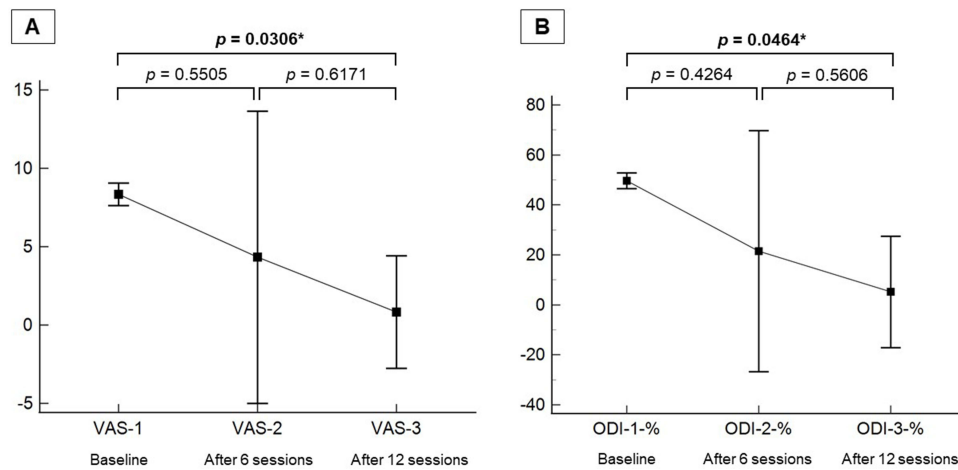 A
p = 0.0306*
p = 0.5505 p = 0.6171
15
10
5
0
-5
VAS-1 VAS-2 VAS-3
Baseline After 6 sessions After 12 sessions
B
p = 0.0464*
p = 0.4264 p = 0.5606
80
60
40
20
0
-20
-40
ODI-1-% ODI-2-% ODI-3-%
Baseline After 6 sessions After 12 sessions